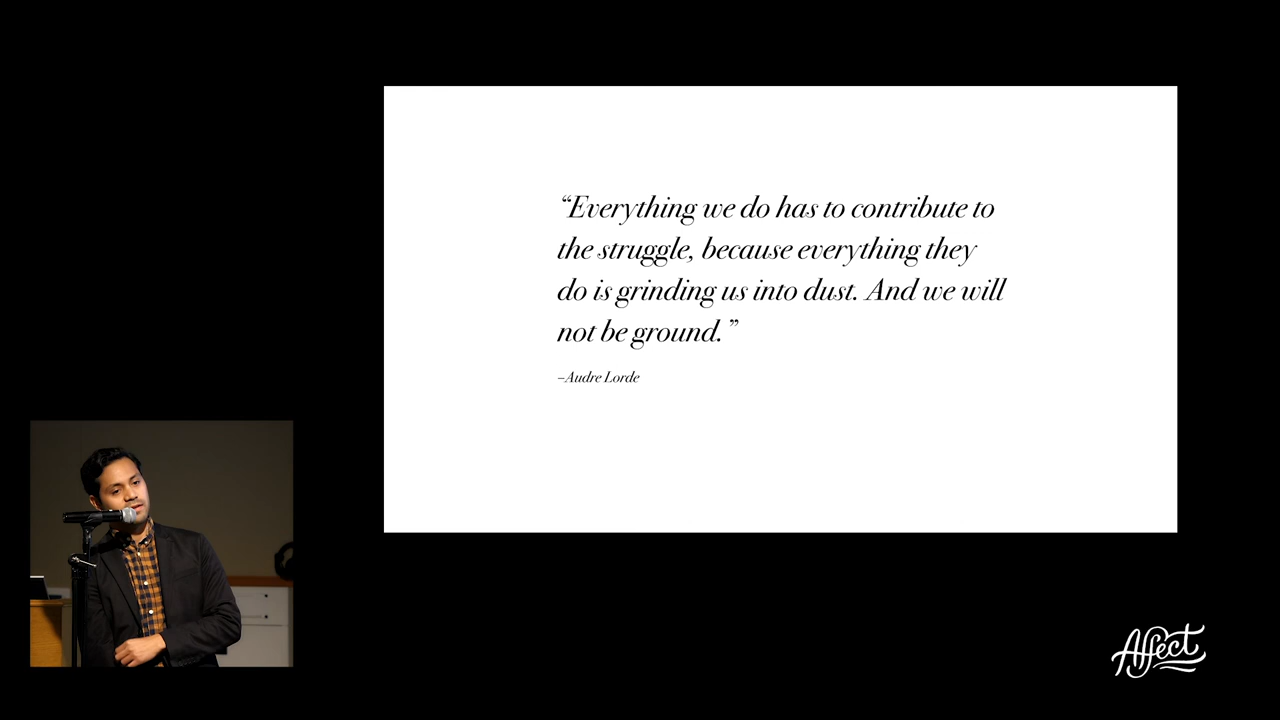 “Everything we do has to contribute to
the struggle, because everything they
do is grinding us into dust. And we will
not be ground.”
–Audre Lorde
Affect